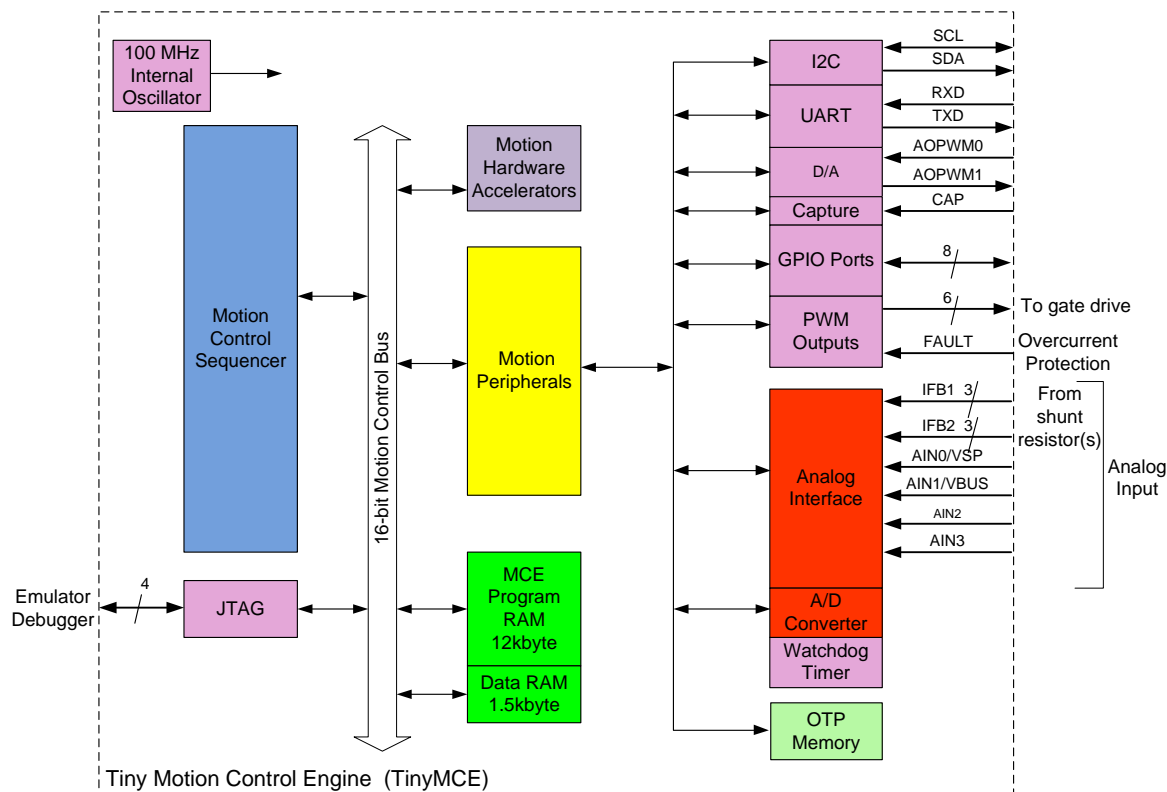 100 MHz
Internal
Oscillator
Motion
Control
Sequencer
JTAG
4
Emulator
Debugger
16-bit Motion Control Bus
Motion
Hardware
Accelerators
Motion
Peripherals
MCE
Program
RAM
12kbyte
Data RAM
1.5kbyte
I2C
UART
D/A
Capture
GPIO Ports
PWM
Outputs
Analog
Interface
A/D
Converter
Watchdog
Timer
OTP
Memory
SCL
SDA
RXD
TXD
AOPWM0
AOPWM1
CAP
8
6
FAULT
IFB1 3
IFB2 3
AIN0/VSP
AIN1/VBUS
AIN2
AIN3
To gate drive
Overcurrent
Protection
From
shunt
resistor(s)
Analog
Input
Tiny Motion Control Engine (TinyMCE)